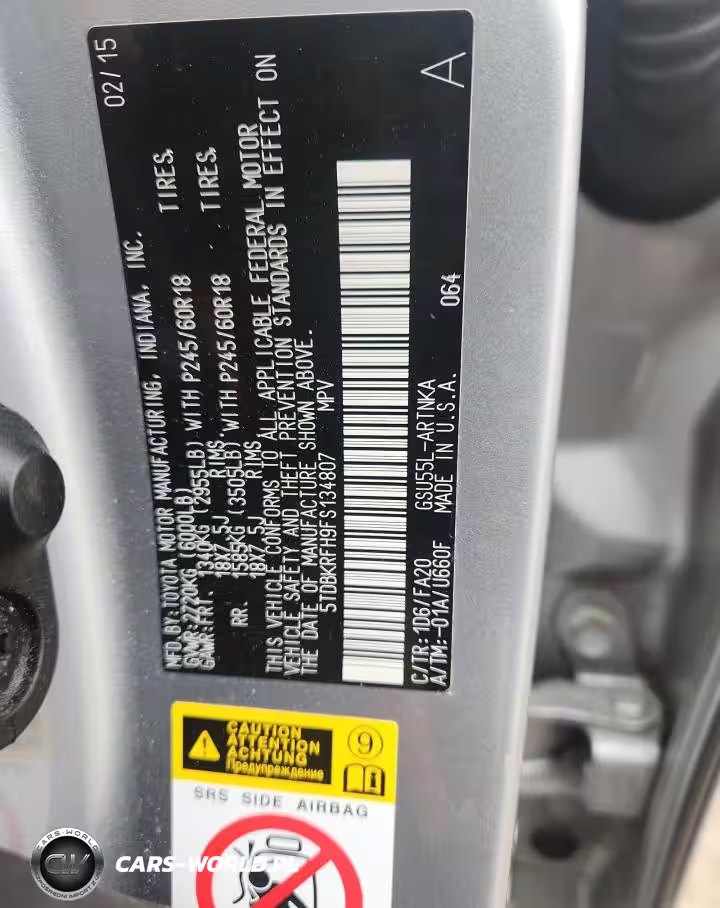 02/15
MFD. BY: TOYOTA MOTOR MANUFACTURING, INDIANA, INC.
GVWR: 2720KG (6000LB)
GAWR: FRT. 1340KG (2955LB) WITH P245/60R18 TIRES,
18X7.5J RIMS
RR. 1585KG (3505LB) WITH P245/60R18 TIRES,
18X7.5J RIMS
THIS VEHICLE CONFORMS TO ALL APPLICABLE FEDERAL MOTOR
VEHICLE SAFETY AND THEFT PREVENTION STANDARDS IN EFFECT ON
THE DATE OF MANUFACTURE SHOWN ABOVE.
5TDBKRFH9FS134807 MPV
C/TR: 1D6/FA20 GSU55L-ARTNKA 064
A/TM: -01A/U660F MADE IN U.S.A.
A
CAUTION
ATTENTION
ACHTUNG
Предупреждение
9
SRS SIDE AIRBAG
CARS-WORLD
CW
CARS-WORLD.PL